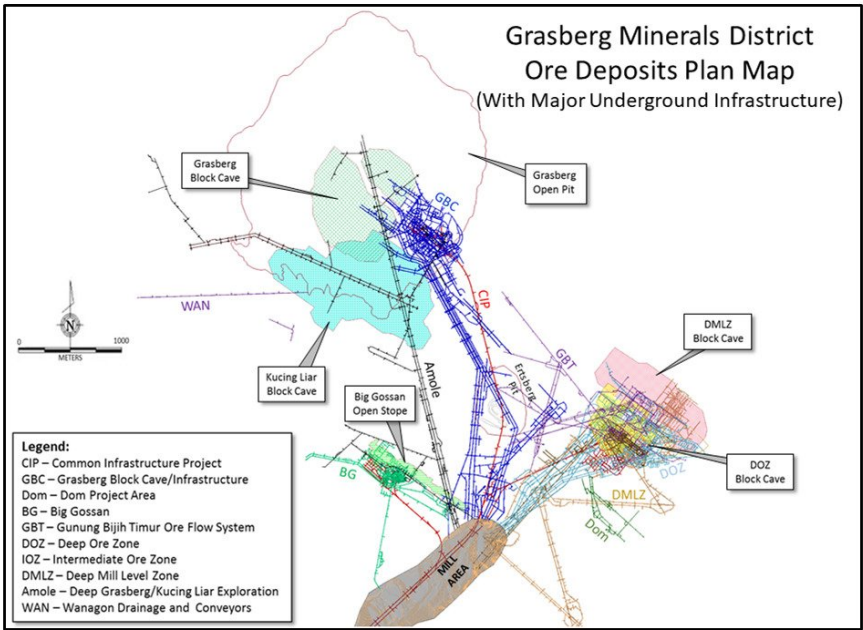 Grasberg Minerals District
Ore Deposits Plan Map
(With Major Underground Infrastructure)
Grasberg
Block Cave
Grasberg
Open Pit
GBC
CIP
WAN
N
0
1000
METERS
Kucing Liar
Block Cave
Amole
Ertsberg
Pit
GBT
DMLZ
Block Cave
Big Gossan
Open Stope
BG
DOZ
DOZ
Block Cave
DMLZ
Dom
MILL
AREA
Legend:
CIP – Common Infrastructure Project
GBC – Grasberg Block Cave/Infrastructure
Dom – Dom Project Area
BG – Big Gossan
GBT – Gunung Bijih Timur Ore Flow System
DOZ – Deep Ore Zone
IOZ – Intermediate Ore Zone
DMLZ – Deep Mill Level Zone
Amole – Deep Grasberg/Kucing Liar Exploration
WAN – Wanagon Drainage and Conveyors